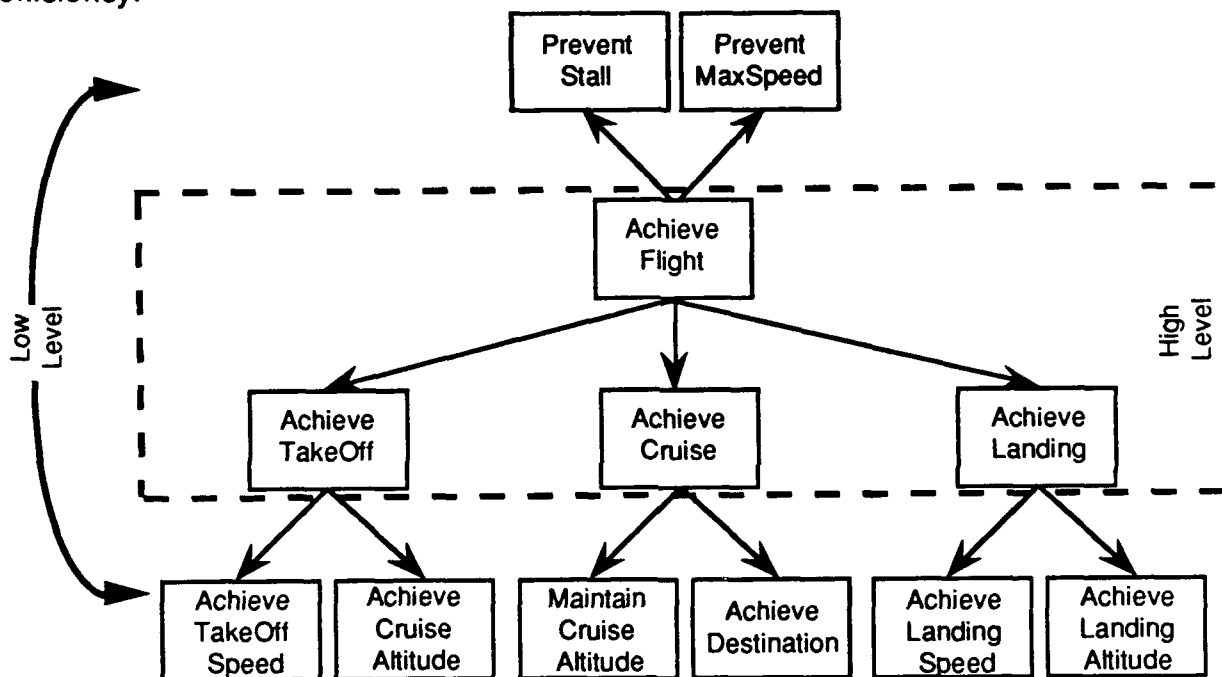 efficiency.
Prevent
Stall
Prevent
MaxSpeed
Achieve
Flight
Low
Level
High
Level
Achieve
TakeOff
Achieve
Cruise
Achieve
Landing
Achieve
TakeOff
Speed
Achieve
Cruise
Altitude
Maintain
Cruise
Altitude
Achieve
Destination
Achieve
Landing
Speed
Achieve
Landing
Altitude